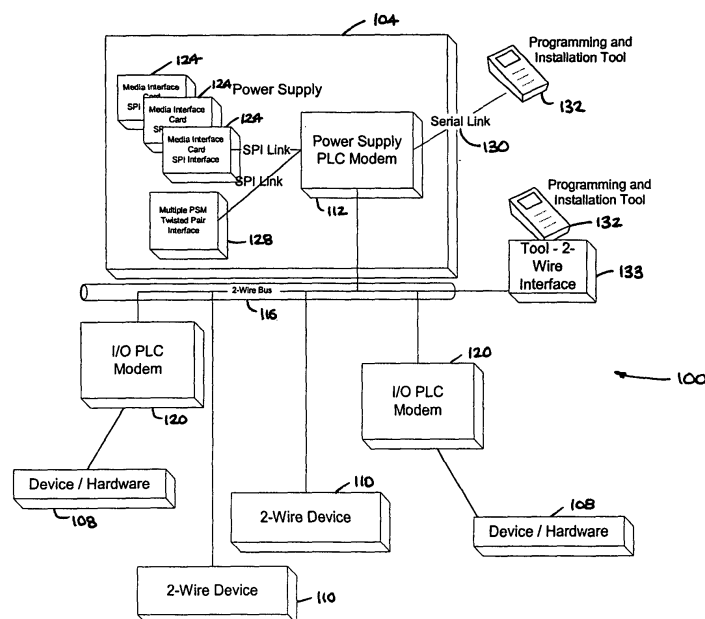 104
124
Media Interface
Card
SPI
124
Media Interface
Card
SP
124
Media Interface
Card
SPI Interface
Power Supply
SPI Link
SPI Link
Power Supply
PLC Modem
112
Multiple PSM
Twisted Pair
Interface
128
Serial Link
130
Programming and
Installation Tool
132
Programming and
Installation Tool
132
Tool - 2-
Wire
Interface
133
2-Wire Bus
116
I/O PLC
Modem
120
120
I/O PLC
Modem
100
Device / Hardware
108
110
2-Wire Device
108
Device / Hardware
2-Wire Device
110